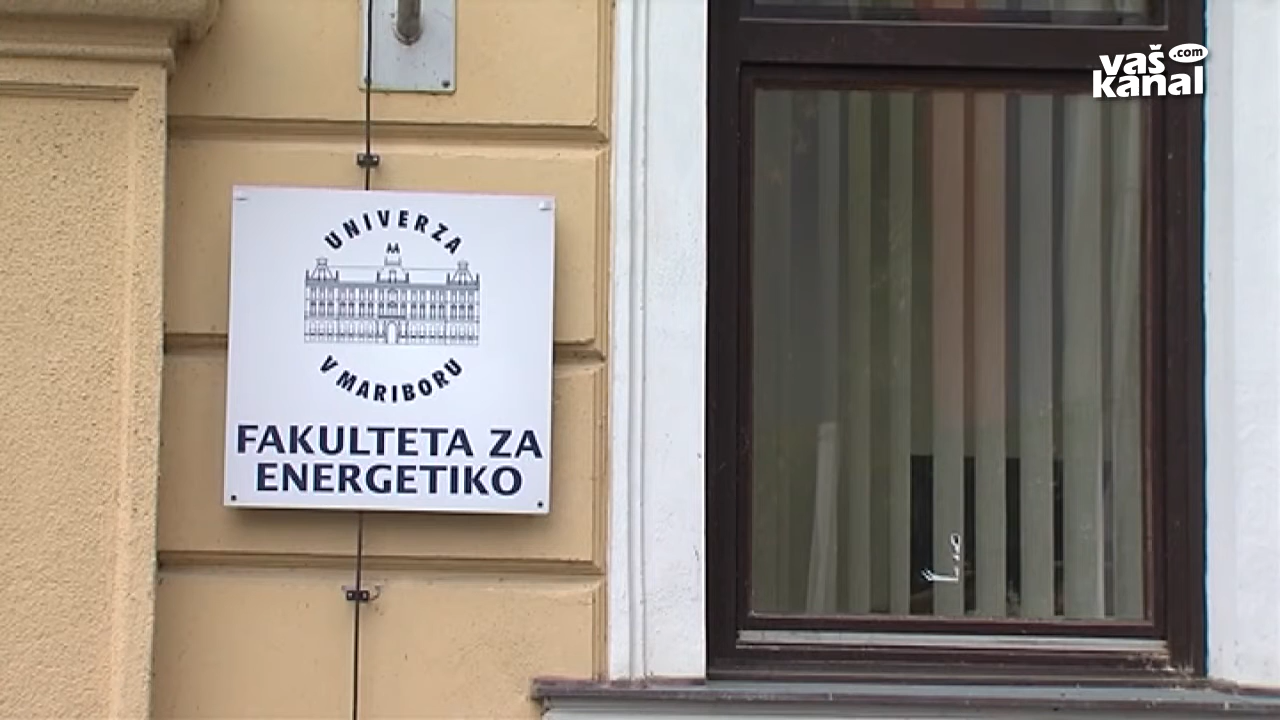 vaš .com
kanal
UNIVERZA
V MARIBORU
FAKULTETA ZA
ENERGETIKO